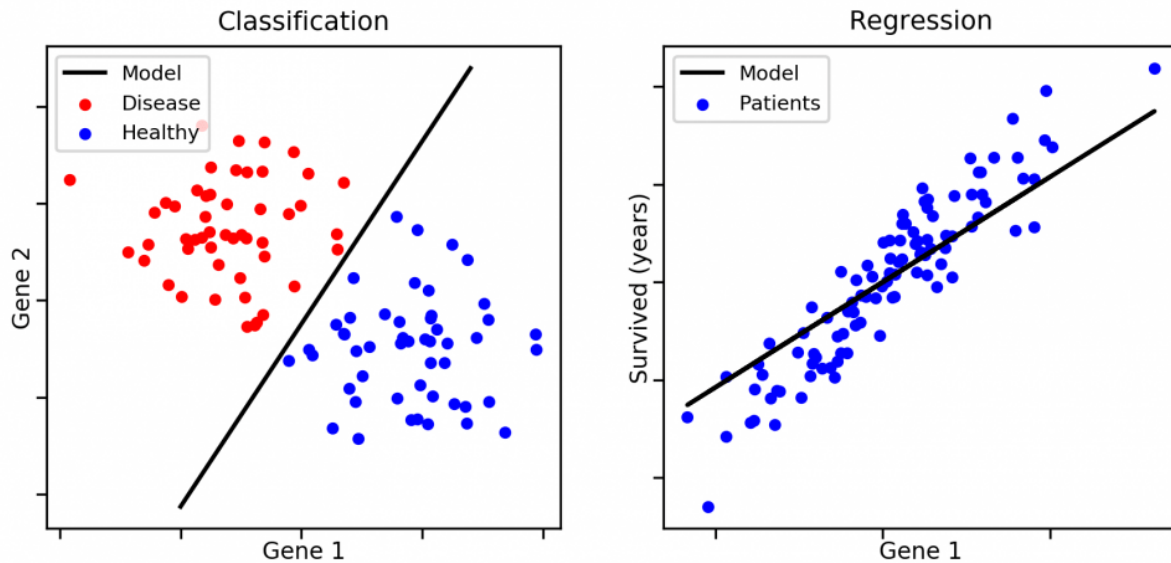 Classification
Model
Disease
Healthy
Gene 2
Gene 1
Regression
Model
Patients
Survived (years)
Gene 1